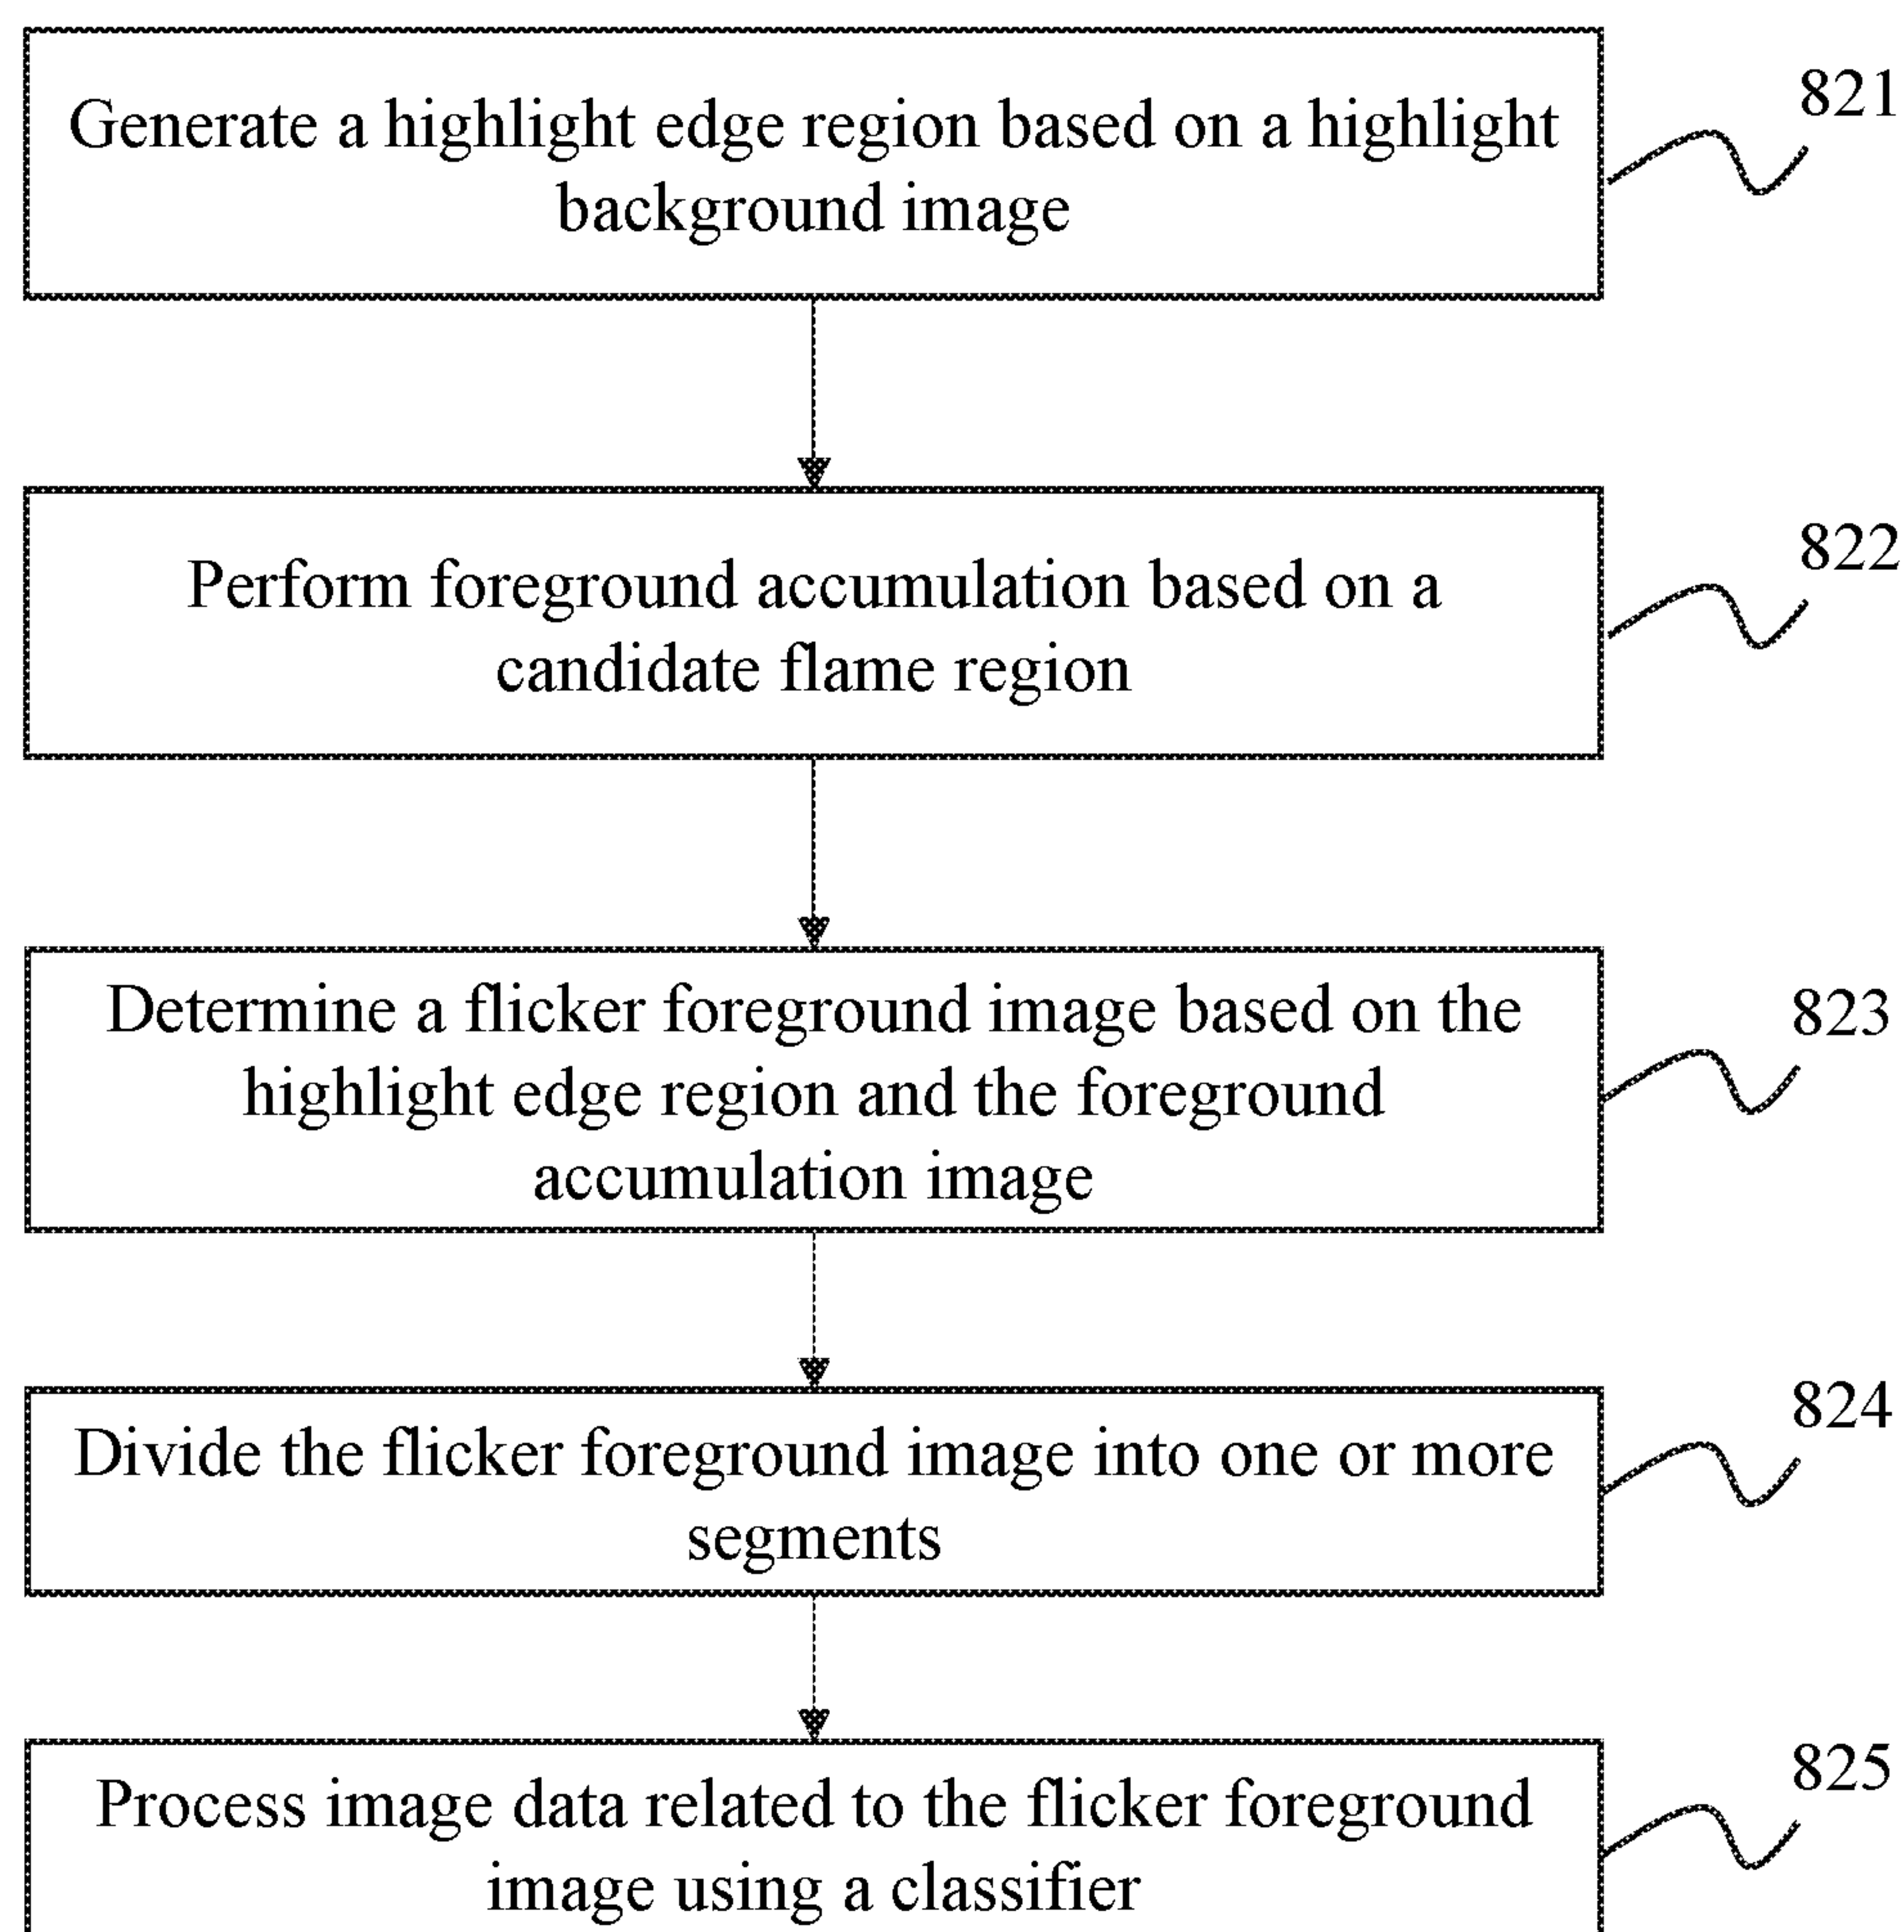 Generate a highlight edge region based on a highlight
background image
821
Perform foreground accumulation based on a
candidate flame region
822
Determine a flicker foreground image based on the
highlight edge region and the foreground
accumulation image
823
Divide the flicker foreground image into one or more
segments
824
Process image data related to the flicker foreground
image using a classifier
825